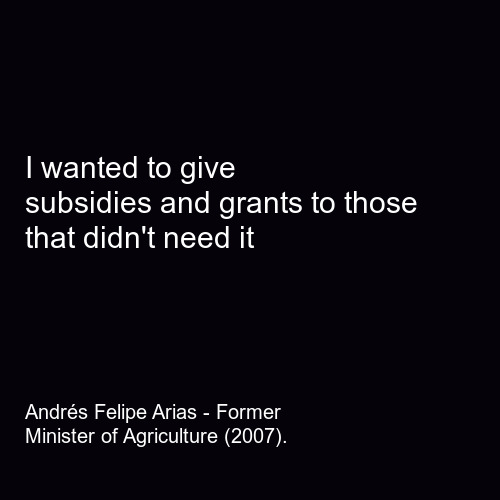 I wanted to give
subsidies and grants to those
that didn't need it
Andrés Felipe Arias - Former
Minister of Agriculture (2007).